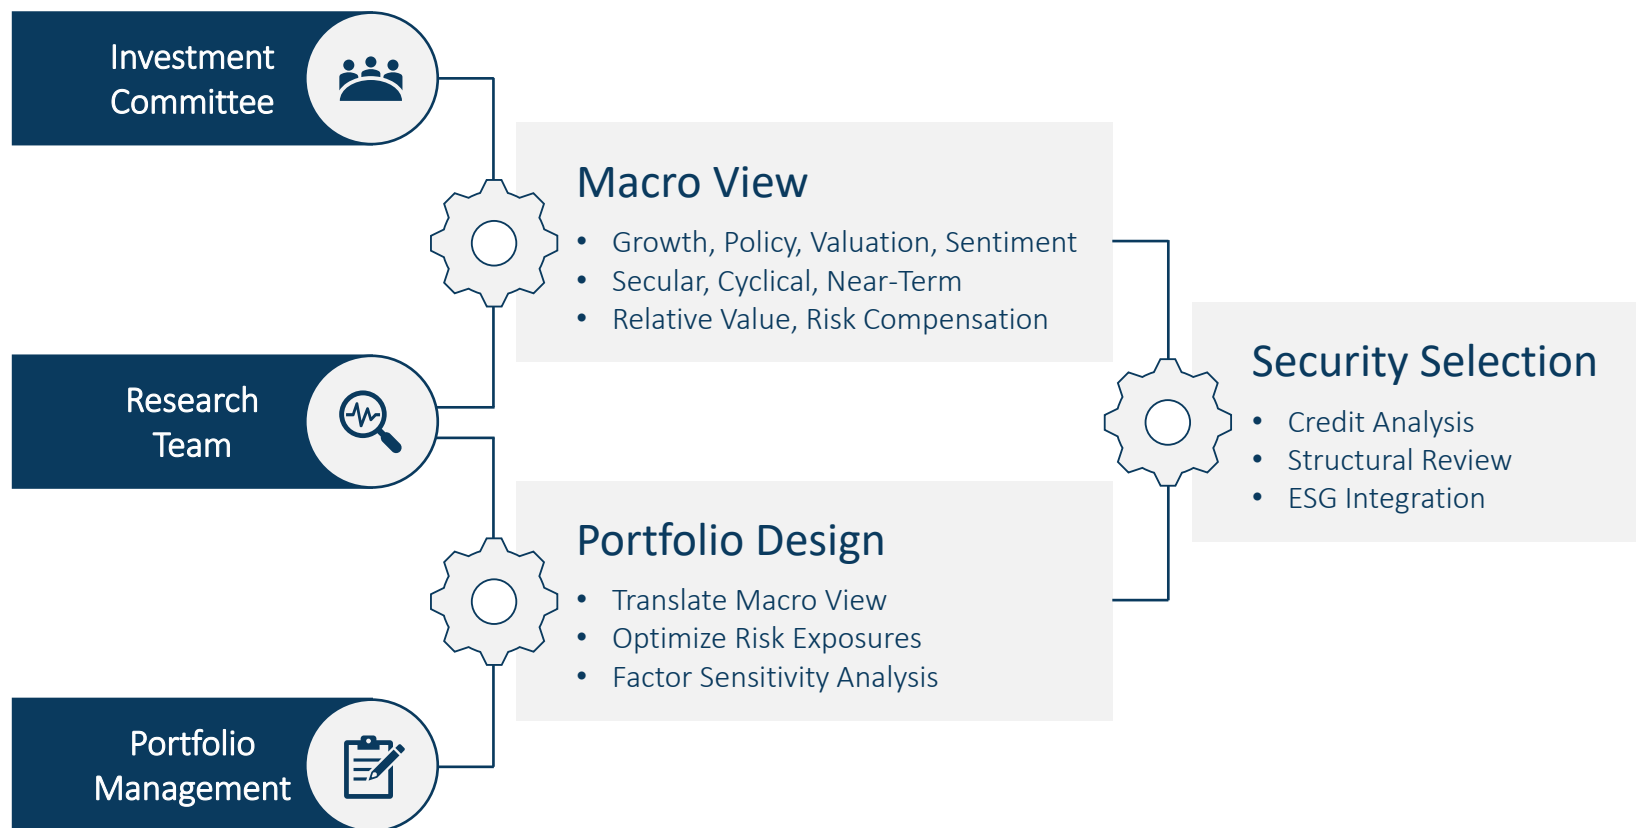 Investment
Committee
Macro View
• Growth, Policy, Valuation, Sentiment
• Secular, Cyclical, Near-Term
• Relative Value, Risk Compensation
Research
Team
Security Selection
• Credit Analysis
• Structural Review
• ESG Integration
Portfolio Design
• Translate Macro View
• Optimize Risk Exposures
• Factor Sensitivity Analysis
Portfolio
Management